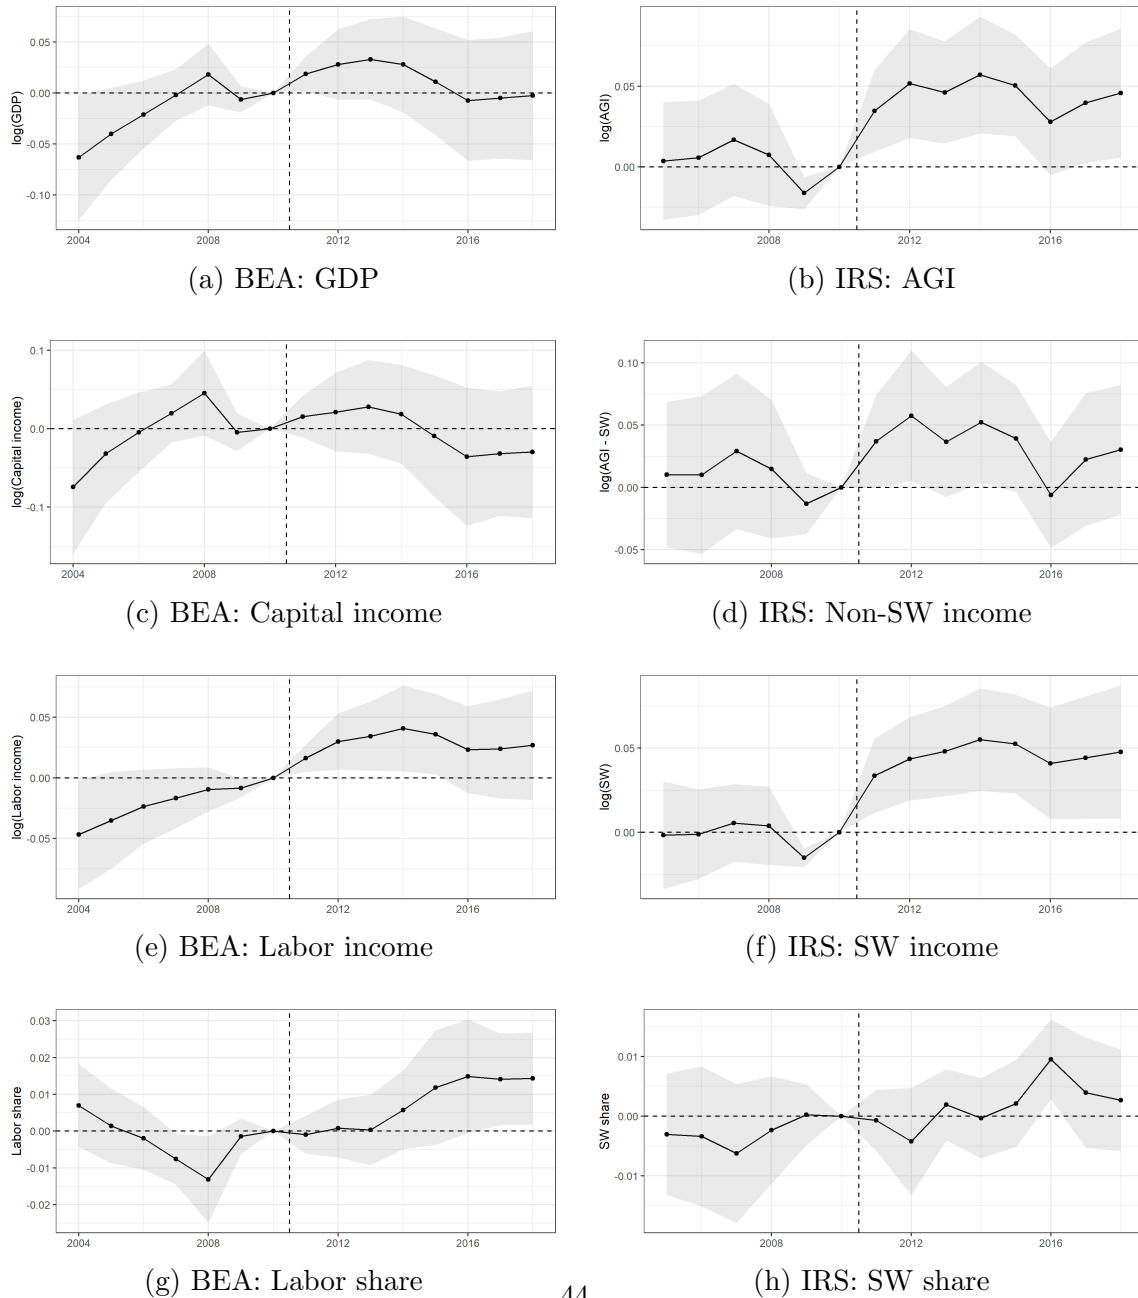 0.05
0.00
-0.05
-0.10
log(GDP)
2004 2008 2012 2016
(a) BEA: GDP
0.05
0.00
log(AGI)
2008 2012 2016
(b) IRS: AGI
0.1
0.0
-0.1
log(Capital income)
2004 2008 2012 2016
(c) BEA: Capital income
0.10
0.05
0.00
-0.05
log(AGI - SW)
2008 2012 2016
(d) IRS: Non-SW income
0.05
0.00
-0.05
log(Labor income)
2004 2008 2012 2016
(e) BEA: Labor income
0.05
0.00
log(SW)
2008 2012 2016
(f) IRS: SW income
0.03
0.02
0.01
0.00
-0.01
-0.02
Labor share
2004 2008 2012 2016
(g) BEA: Labor share
0.01
0.00
-0.01
SW share
2008 2012 2016
(h) IRS: SW share
44